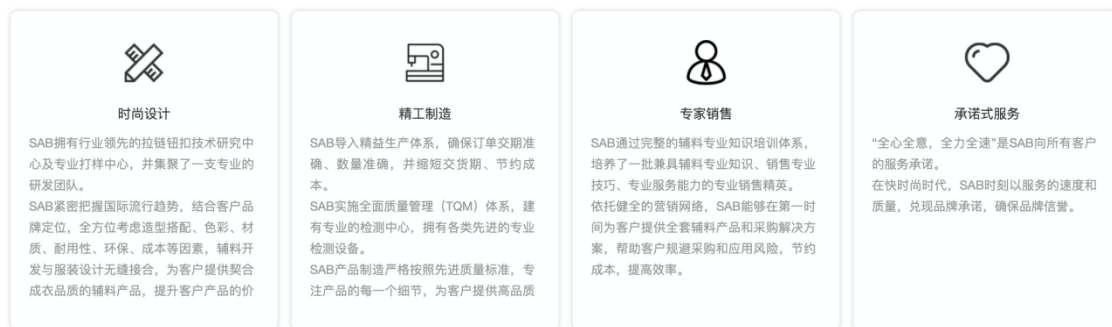 时尚设计
SAB拥有行业领先的拉链钮扣技术研究中
心及专业打样中心，并集聚了一支专业的
研发团队。
SAB紧密把握国际流行趋势，结合客户品
牌定位，全方位考虑造型搭配、色彩、材
质、耐用性、环保、成本等因素，辅料开
发与服装设计无缝接合，为客户提供契合
成衣品质的辅料产品，提升客户产品的价
精工制造
SAB导入精益生产体系，确保订单交期准
确、数量准确，并缩短交货期、节约成
本。
SAB实施全面质量管理（TQM）体系，建
有专业的检测中心，拥有各类先进的专业
检测设备。
SAB产品制造严格按照先进质量标准，专
注产品的每一个细节，为客户提供高品质
专家销售
SAB通过完整的辅料专业知识培训体系，
培养了一批兼具辅料专业知识、销售专业
技巧、专业服务能力的专业销售精英。
依托健全的营销网络，SAB能够在第一时
间为客户提供全套辅料产品和采购解决方
案，帮助客户规避采购和应用风险，节约
成本，提高效率。
承诺式服务
“全心全意，全力全速”是SAB向所有客户
的服务承诺。
在快时尚时代，SAB时刻以服务的速度和
质量，兑现品牌承诺，确保品牌信誉。